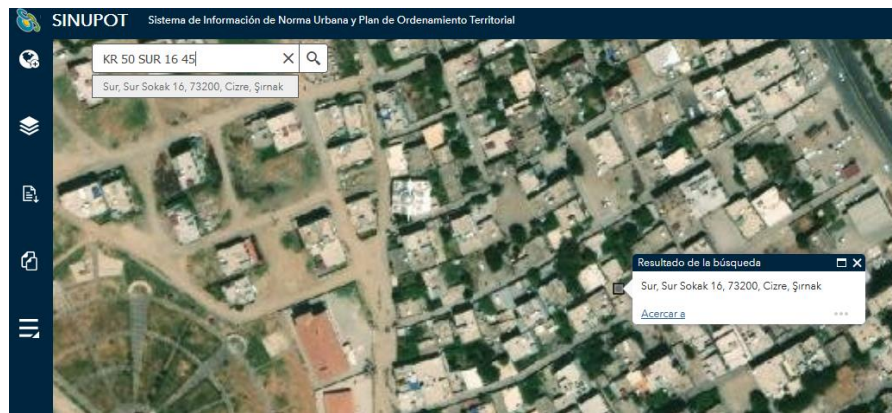 SINUPOT Sistema de Información de Norma Urbana y Plan de Ordenamiento Territorial
KR 50 SUR 16 45
Sur, Sur Sokak 16, 73200, Cizre, Şırnak
Resultado de la búsqueda
Sur, Sur Sokak 16, 73200, Cizre, Şırnak
Acercar a